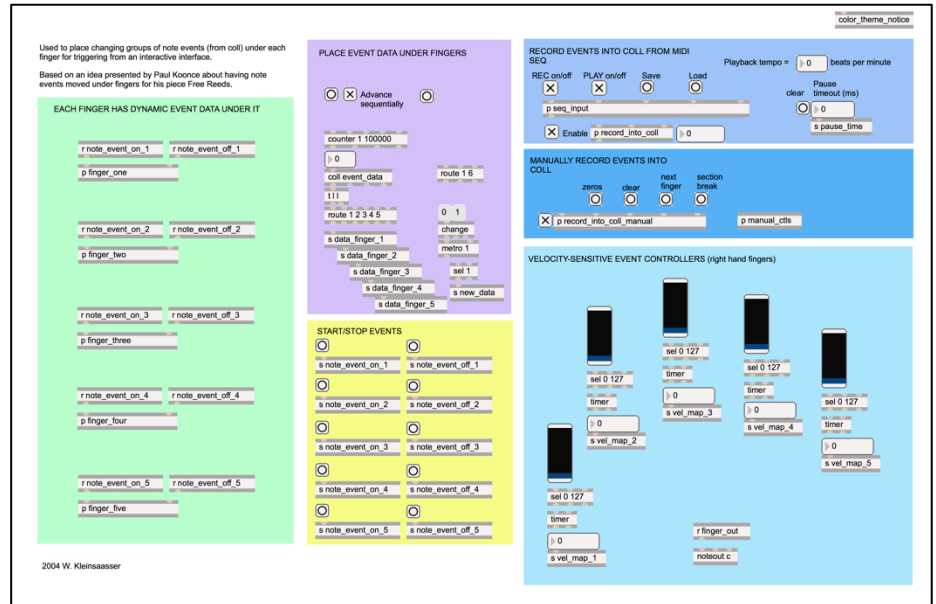 color_theme_notice
Used to place changing groups of note events (from coll) under each
finger for triggering from an interactive interface.
Based on an idea presented by Paul Koonce about having note
events moved under fingers for his piece Free Reeds.
EACH FINGER HAS DYNAMIC EVENT DATA UNDER IT
r note_event_on_1 r note_event_off_1
p finger_one
r note_event_on_2 r note_event_off_2
p finger_two
r note_event_on_3 r note_event_off_3
p finger_three
r note_event_on_4 r note_event_off_4
p finger_four
r note_event_on_5 r note_event_off_5
p finger_five
2004 W. Kleinsaasser
PLACE EVENT DATA UNDER FINGERS
Advance
sequentially
counter 1 100000
0
coll event_data
t l l
route 1 2 3 4 5
s data_finger_1
s data_finger_2
s data_finger_3
s data_finger_4
s data_finger_5
route 1 6
0 1
change
metro 1
sel 1
s new_data
START/STOP EVENTS
s note_event_on_1 s note_event_off_1
s note_event_on_2 s note_event_off_2
s note_event_on_3 s note_event_off_3
s note_event_on_4 s note_event_off_4
s note_event_on_5 s note_event_off_5
RECORD EVENTS INTO COLL FROM MIDI
SEQ
Playback tempo = 0 beats per minute
REC on/off PLAY on/off Save Load
p seq_input
Enable p record_into_coll 0
clear
Pause
timeout (ms)
0
s pause_time
MANUALLY RECORD EVENTS INTO
COLL
zeros
clear
next
finger
section
break
p record_into_coll_manual p manual_ctls
VELOCITY-SENSITIVE EVENT CONTROLLERS (right hand fingers)
sel 0 127
timer
0
s vel_map_1
sel 0 127
timer
0
s vel_map_2
sel 0 127
timer
0
s vel_map_3
sel 0 127
timer
0
s vel_map_4
sel 0 127
timer
0
s vel_map_5
r finger_out
noteout c